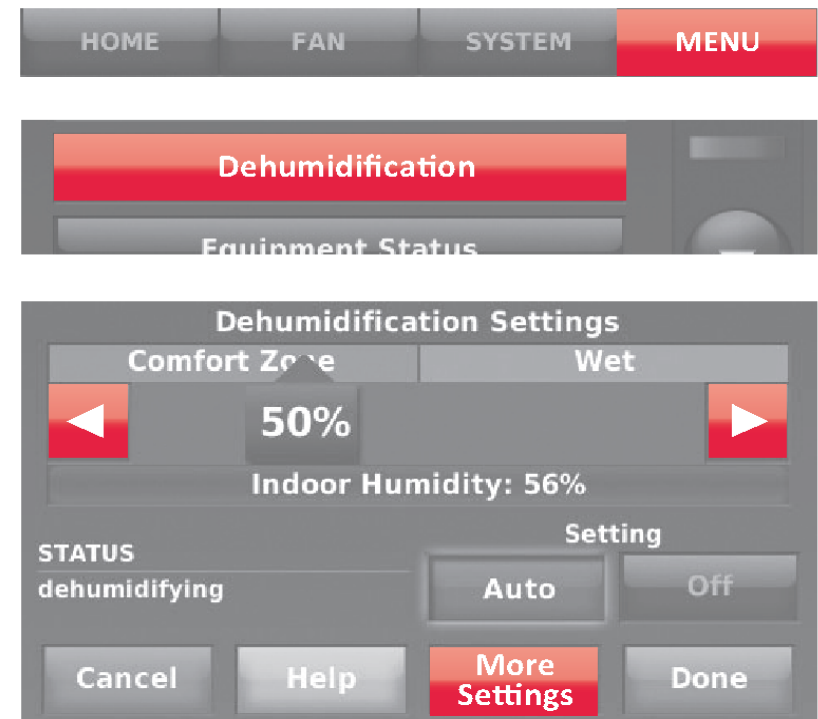 HOME FAN SYSTEM MENU
Dehumidification
Equipment Status
Dehumidification Settings
Comfort Zone Wet
50%
Indoor Humidity: 56%
Setting
STATUS
dehumidifying
Auto Off
Cancel Help More Settings Done